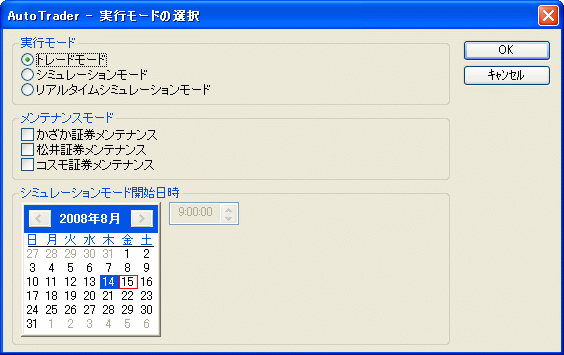 AutoTrader - 実行モードの選択
実行モード
トレードモード
シミュレーションモード
リアルタイムシミュレーションモード
OK
キャンセル
メンテナンスモード
かざか証券メンテナンス
松井証券メンテナンス
コスモ証券メンテナンス
シミュレーションモード開始日時
2008年8月
9:00:00
日 月 火 水 木 金 土
27 28 29 30 31 1 2
3 4 5 6 7 8 9
10 11 12 13 14 15 16
17 18 19 20 21 22 23
24 25 26 27 28 29 30
31 1 2 3 4 5 6